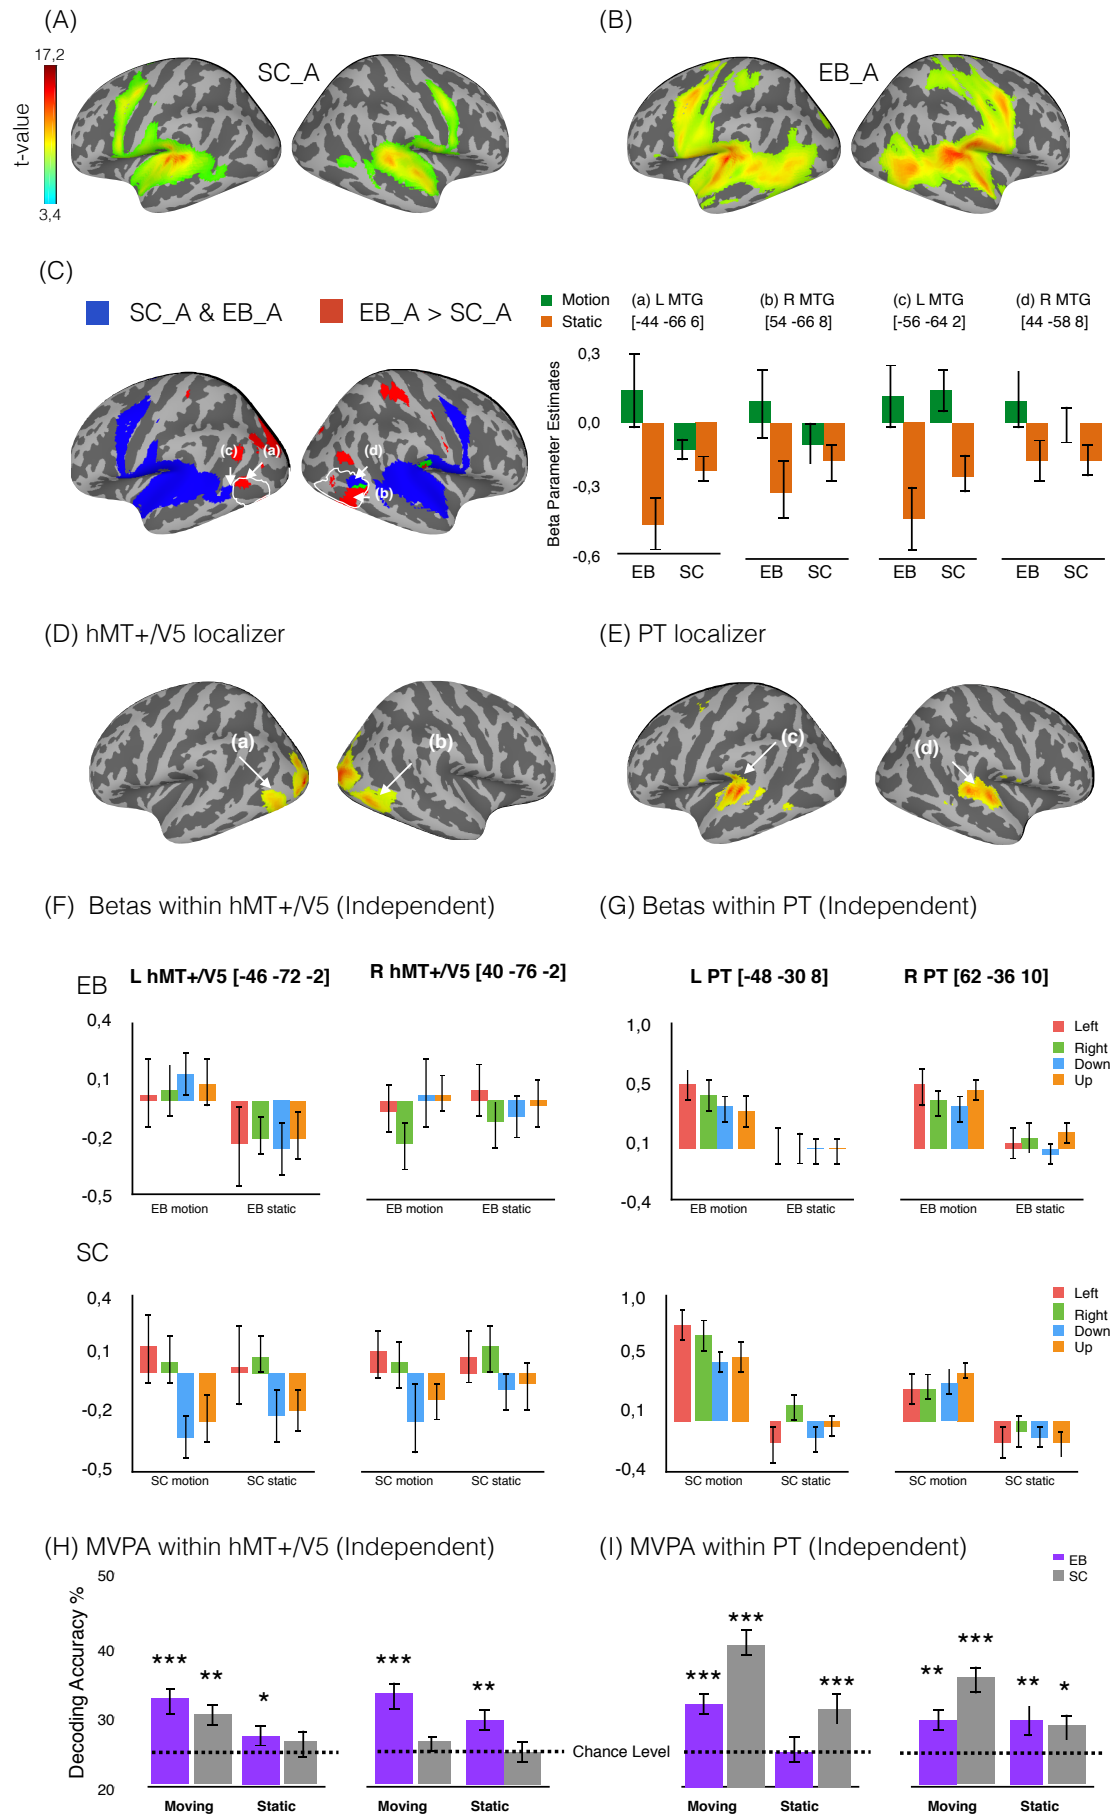 (A)
(B)
17,2
t-value
3,4
SC_A
EB_A
(C)
SC_A & EB_A
EB_A > SC_A
(c)
(a)
(d)
(b)
Motion
Static
(a) L MTG
[-44 -66 6]
(b) R MTG
[54 -66 8]
(c) L MTG
[-56 -64 2]
(d) R MTG
[44 -58 8]
Beta Parameter Estimates
0,3
0,0
-0,3
-0,6
EB SC
EB SC
EB SC
EB SC
(D) hMT+/V5 localizer
(E) PT localizer
(a)
(b)
(c)
(d)
(F) Betas within hMT+/V5 (Independent)
(G) Betas within PT (Independent)
EB
L hMT+/V5 [-46 -72 -2]
R hMT+/V5 [40 -76 -2]
L PT [-48 -30 8]
R PT [62 -36 10]
0,4
0,1
-0,2
-0,5
EB motion EB static
EB motion EB static
1,0
0,5
0,1
-0,4
EB motion EB static
EB motion EB static
Left
Right
Down
Up
SC
0,4
0,1
-0,2
-0,5
SC motion SC static
SC motion SC static
1,0
0,5
0,1
-0,4
SC motion SC static
SC motion SC static
Left
Right
Down
Up
(H) MVPA within hMT+/V5 (Independent)
(I) MVPA within PT (Independent)
EB
SC
Decoding Accuracy %
50
40
30
20
*** ** *
*** **
Chance Level
*** *** ***
** *** ** *
Moving Static
Moving Static
Moving Static
Moving Static